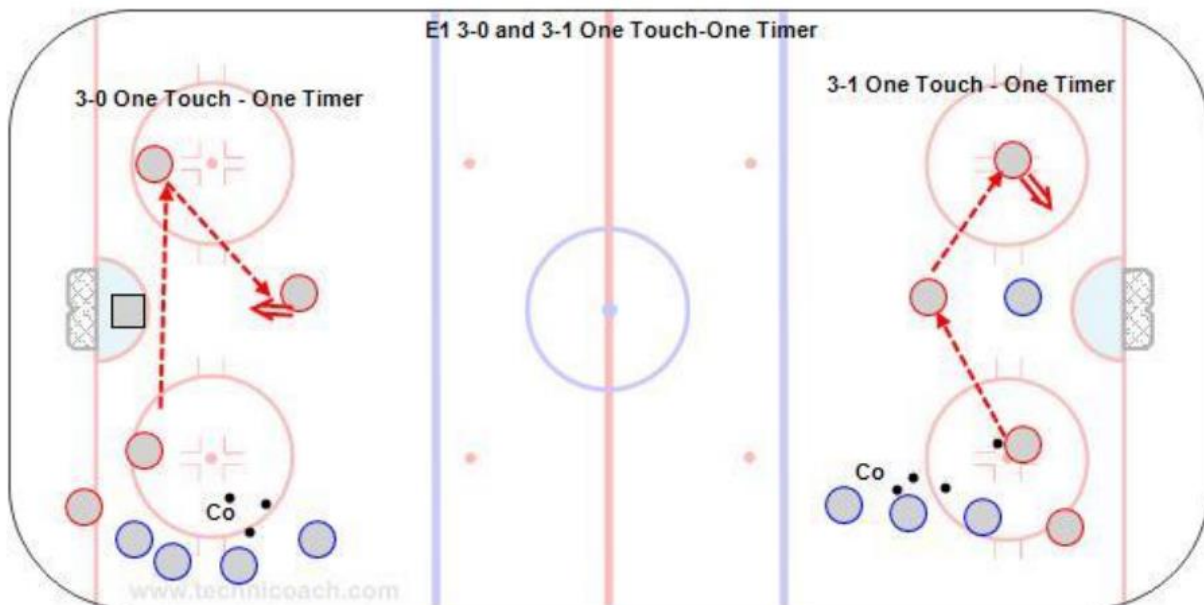 E1 3-0 and 3-1 One Touch-One Timer
3-0 One Touch - One Timer
3-1 One Touch - One Timer
Co
Co
www.technicoach.com